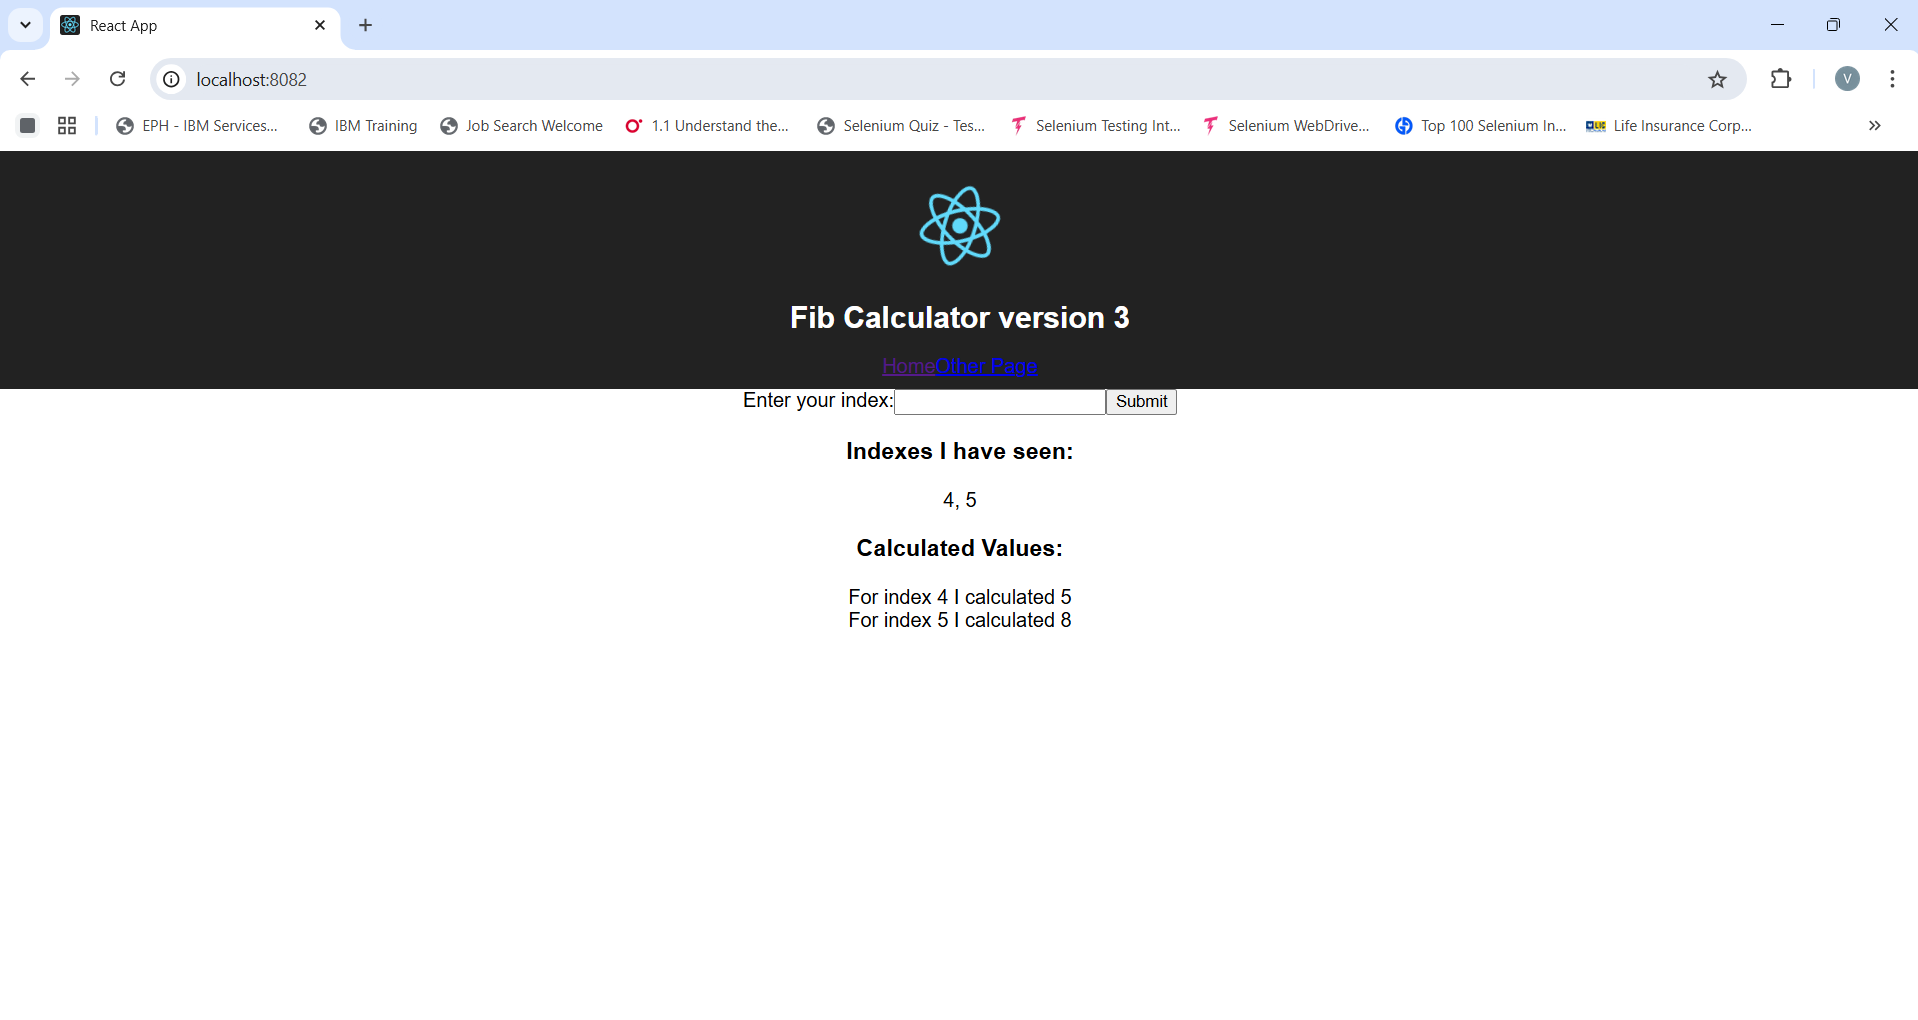 React App
localhost:8082
V
EPH - IBM Services... IBM Training Job Search Welcome 1.1 Understand the... Selenium Quiz - Tes... Selenium Testing Int... Selenium WebDrive... Top 100 Selenium In... LIC Life Insurance Corp...
Fib Calculator version 3
HomeOther Page
Enter your index: Submit
Indexes I have seen:
4, 5
Calculated Values:
For index 4 I calculated 5
For index 5 I calculated 8